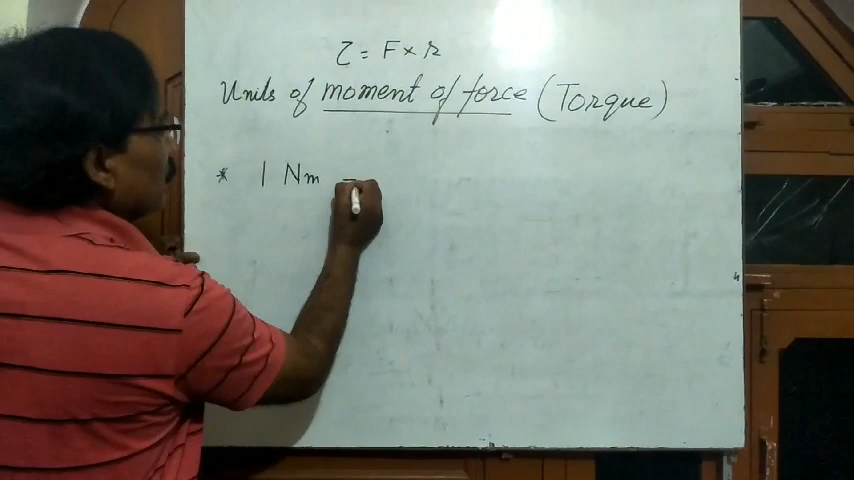 τ = F × r
Units of moment of force (Torque)
* 1 Nm =